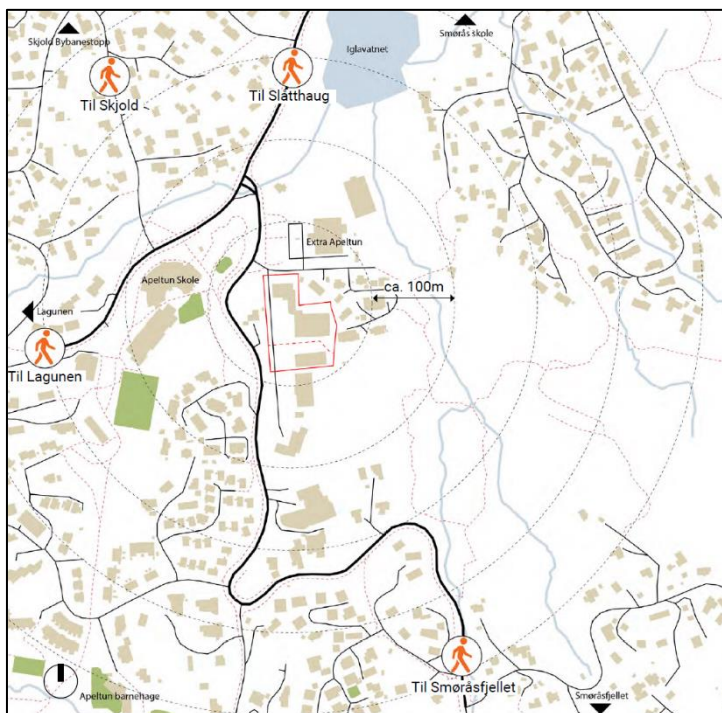 Skjold Bybanestopp
Til Skjold
Til Slåtthaug
Iglavatnet
Smørås skole
Extra Apeltun
Apeltun Skole
ca. 100m
Lagunen
Til Lagunen
Til Smøråsfjellet
Apeltun barnehage
Smøråsfjellet